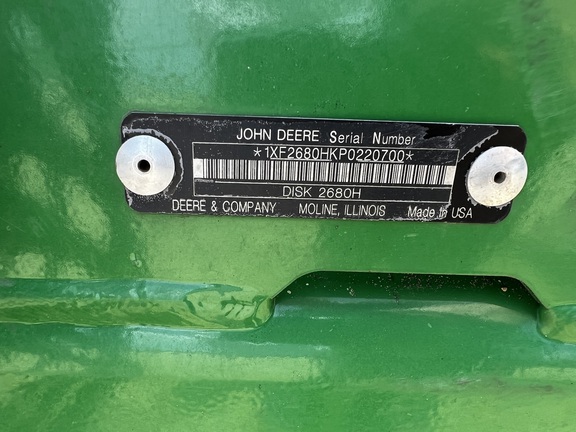 JOHN DEERE Serial Number
*1XF2680HKP0220700*
DISK 2680H
DEERE & COMPANY MOLINE, ILLINOIS Made in USA